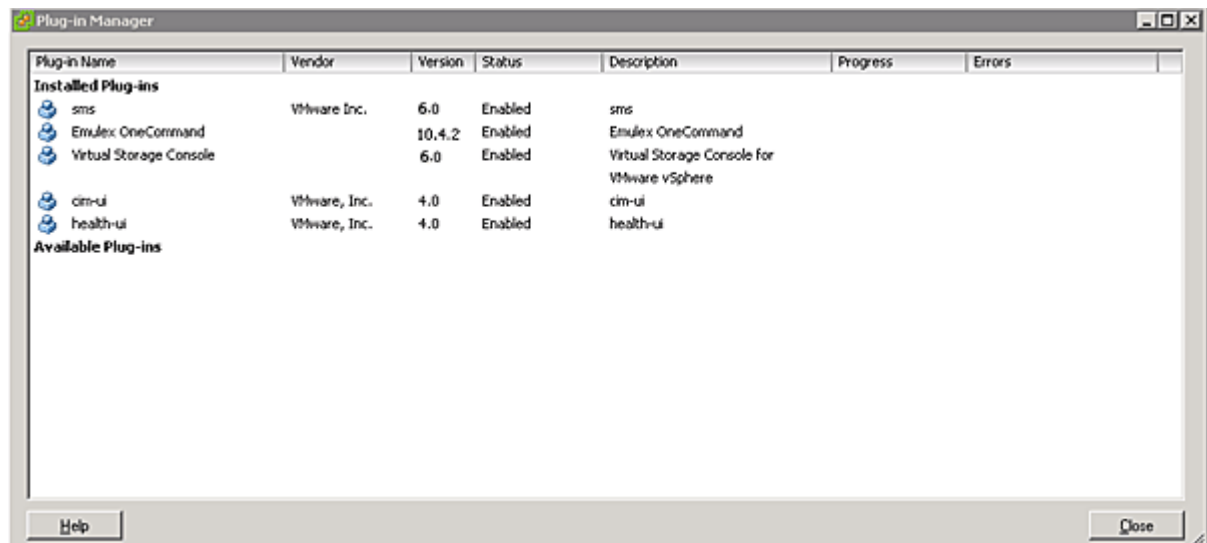 Plug-in Manager
Plug-in Name Vendor Version Status Description Progress Errors
Installed Plug-ins
sms VMware Inc. 6.0 Enabled sms
Emulex OneCommand 10.4.2 Enabled Emulex OneCommand
Virtual Storage Console 6.0 Enabled Virtual Storage Console for
VMware vSphere
cim-ui VMware, Inc. 4.0 Enabled cim-ui
health-ui VMware, Inc. 4.0 Enabled health-ui
Available Plug-ins
Help Close